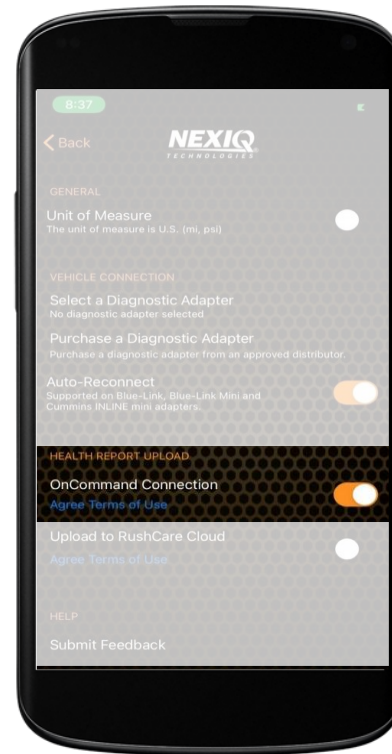 8:37
Back
NEXIQ
TECHNOLOGIES
GENERAL
Unit of Measure
The unit of measure is U.S. (mi, psi)
VEHICLE CONNECTION
Select a Diagnostic Adapter
No diagnostic adapter selected
Purchase a Diagnostic Adapter
Purchase a diagnostic adapter from an approved distributor.
Auto-Reconnect
Supported on Blue-Link, Blue-Link Mini and
Cummins INLINE mini adapters.
HEALTH REPORT UPLOAD
OnCommand Connection
Agree Terms of Use
Upload to RushCare Cloud
Agree Terms of Use
HELP
Submit Feedback